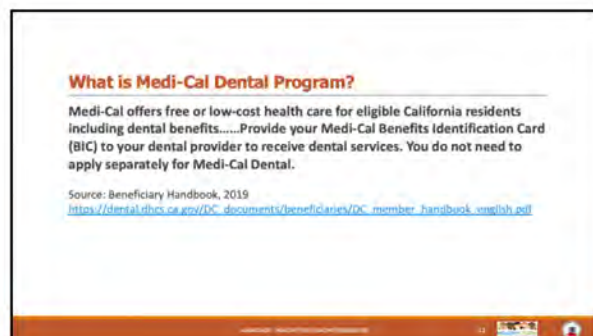 What is Medi-Cal Dental Program?
Medi-Cal offers free or low-cost health care for eligible California residents
including dental benefits......Provide your Medi-Cal Benefits Identification Card
(BIC) to your dental provider to receive dental services. You do not need to
apply separately for Medi-Cal Dental.
Source: Beneficiary Handbook, 2019
https://dental.dhcs.ca.gov/DC_documents/beneficiaries/DC_member_handbook_english.pdf